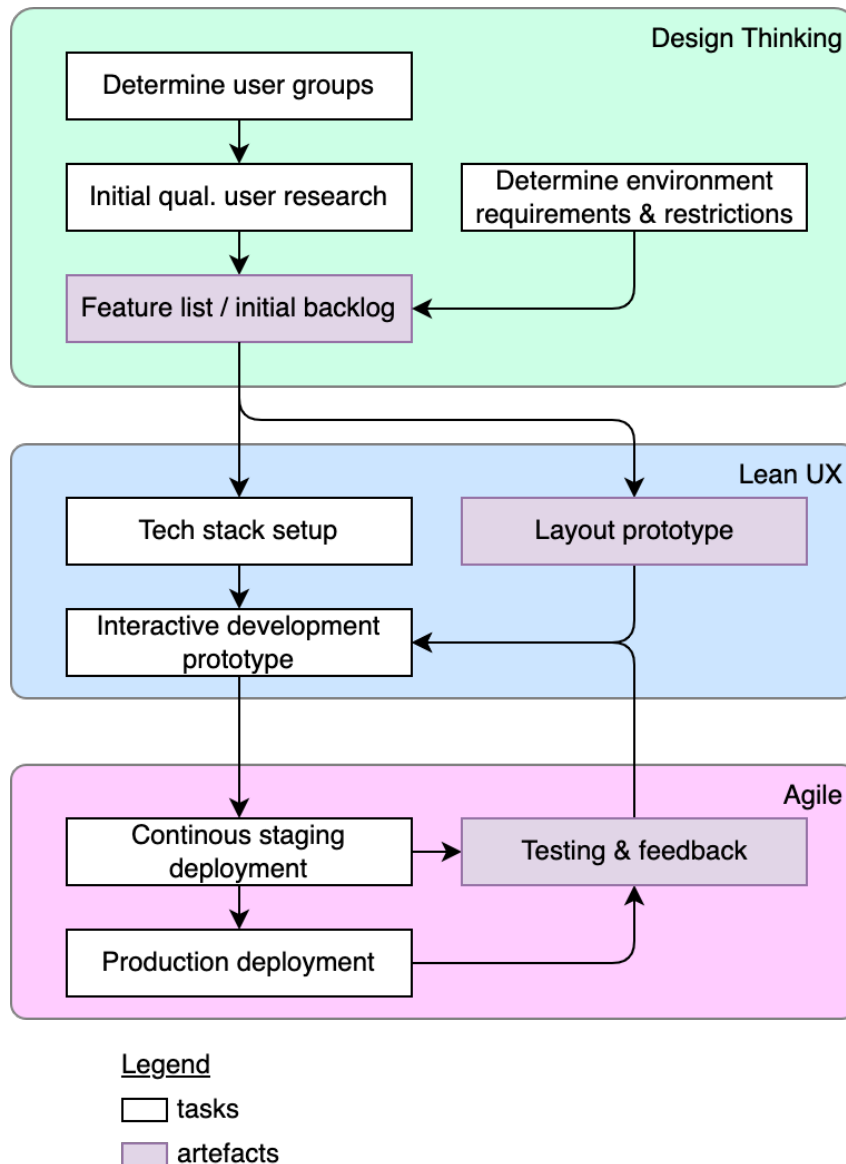 Design Thinking
Determine user groups
Initial qual. user research
Determine environment
requirements & restrictions
Feature list / initial backlog
Lean UX
Tech stack setup
Layout prototype
Interactive development
prototype
Agile
Continous staging
deployment
Testing & feedback
Production deployment
Legend
tasks
artefacts